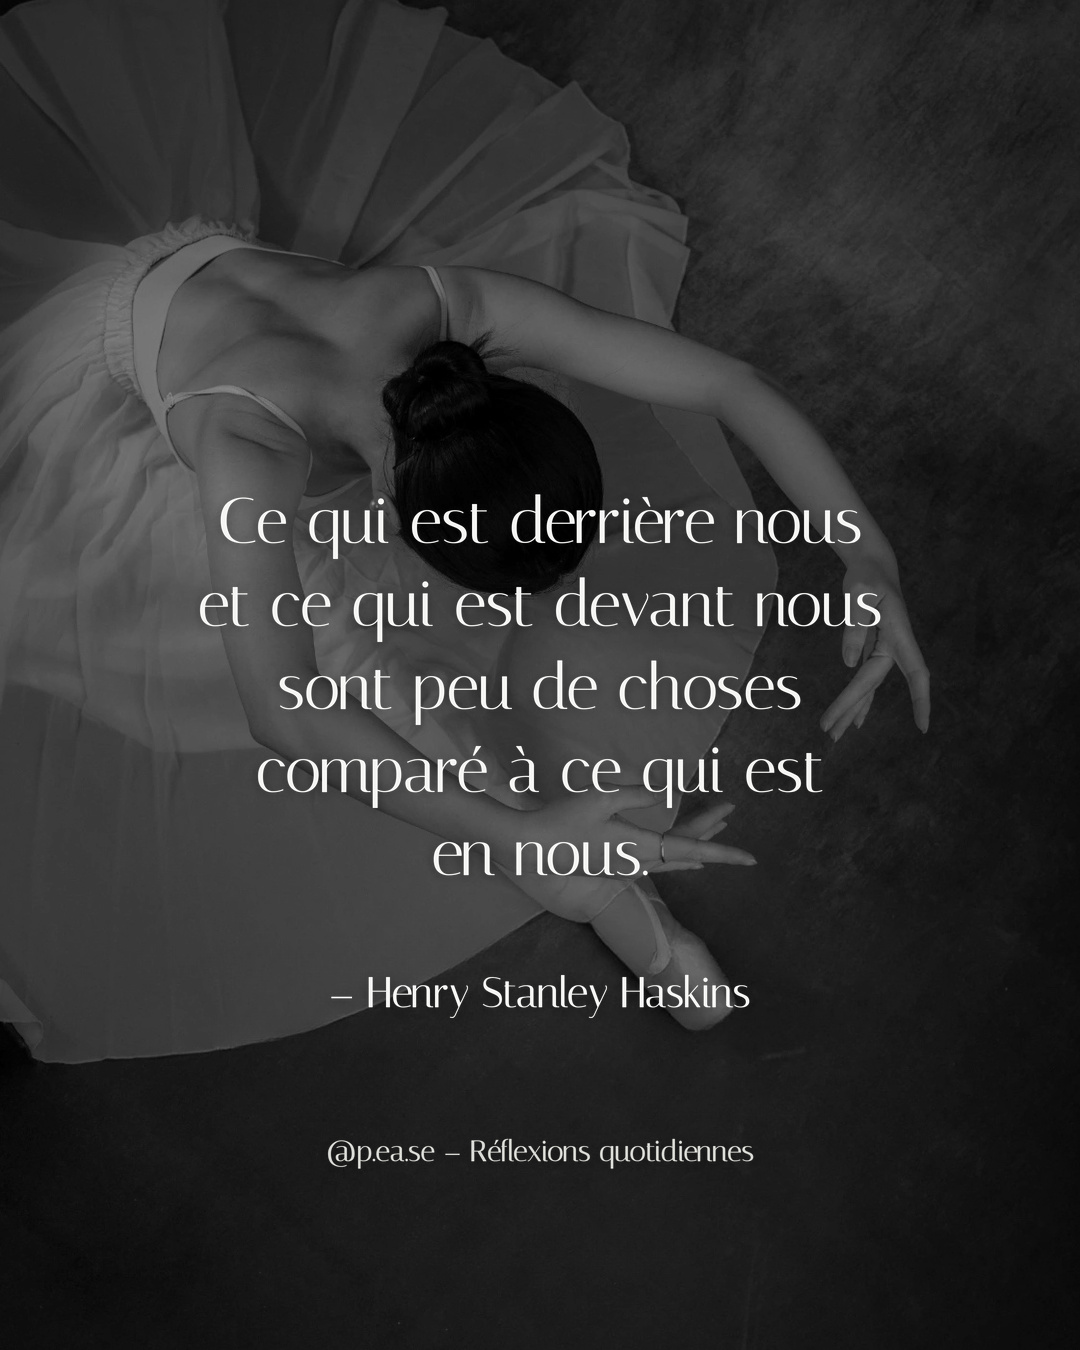 Ce qui est derrière nous
et ce qui est devant nous
sont peu de choses
comparé à ce qui est
en nous.
– Henry Stanley Haskins
@p.ea.se – Réflexions quotidiennes